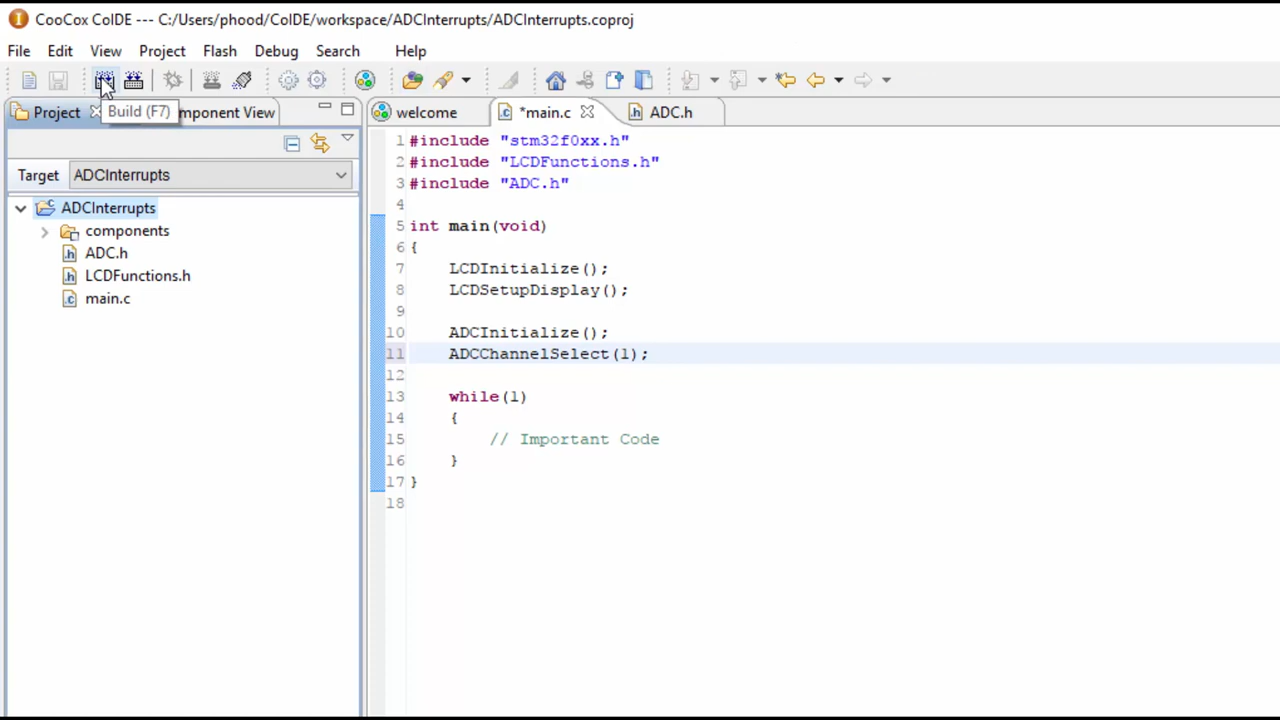 CooCox CoIDE --- C:/Users/phood/CoIDE/workspace/ADCInterrupts/ADCInterrupts.coproj
File Edit View Project Flash Debug Search Help
Build (F7)
Project mponent View welcome *main.c ADC.h
Target ADCInterrupts
ADCInterrupts
components
ADC.h
LCDFunctions.h
main.c
1 #include "stm32f0xx.h"
2 #include "LCDFunctions.h"
3 #include "ADC.h"
4
5 int main(void)
6 {
7 LCDInitialize();
8 LCDSetupDisplay();
9
10 ADCInitialize();
11 ADCChannelSelect(1);
12
13 while(1)
14 {
15 // Important Code
16 }
17 }
18